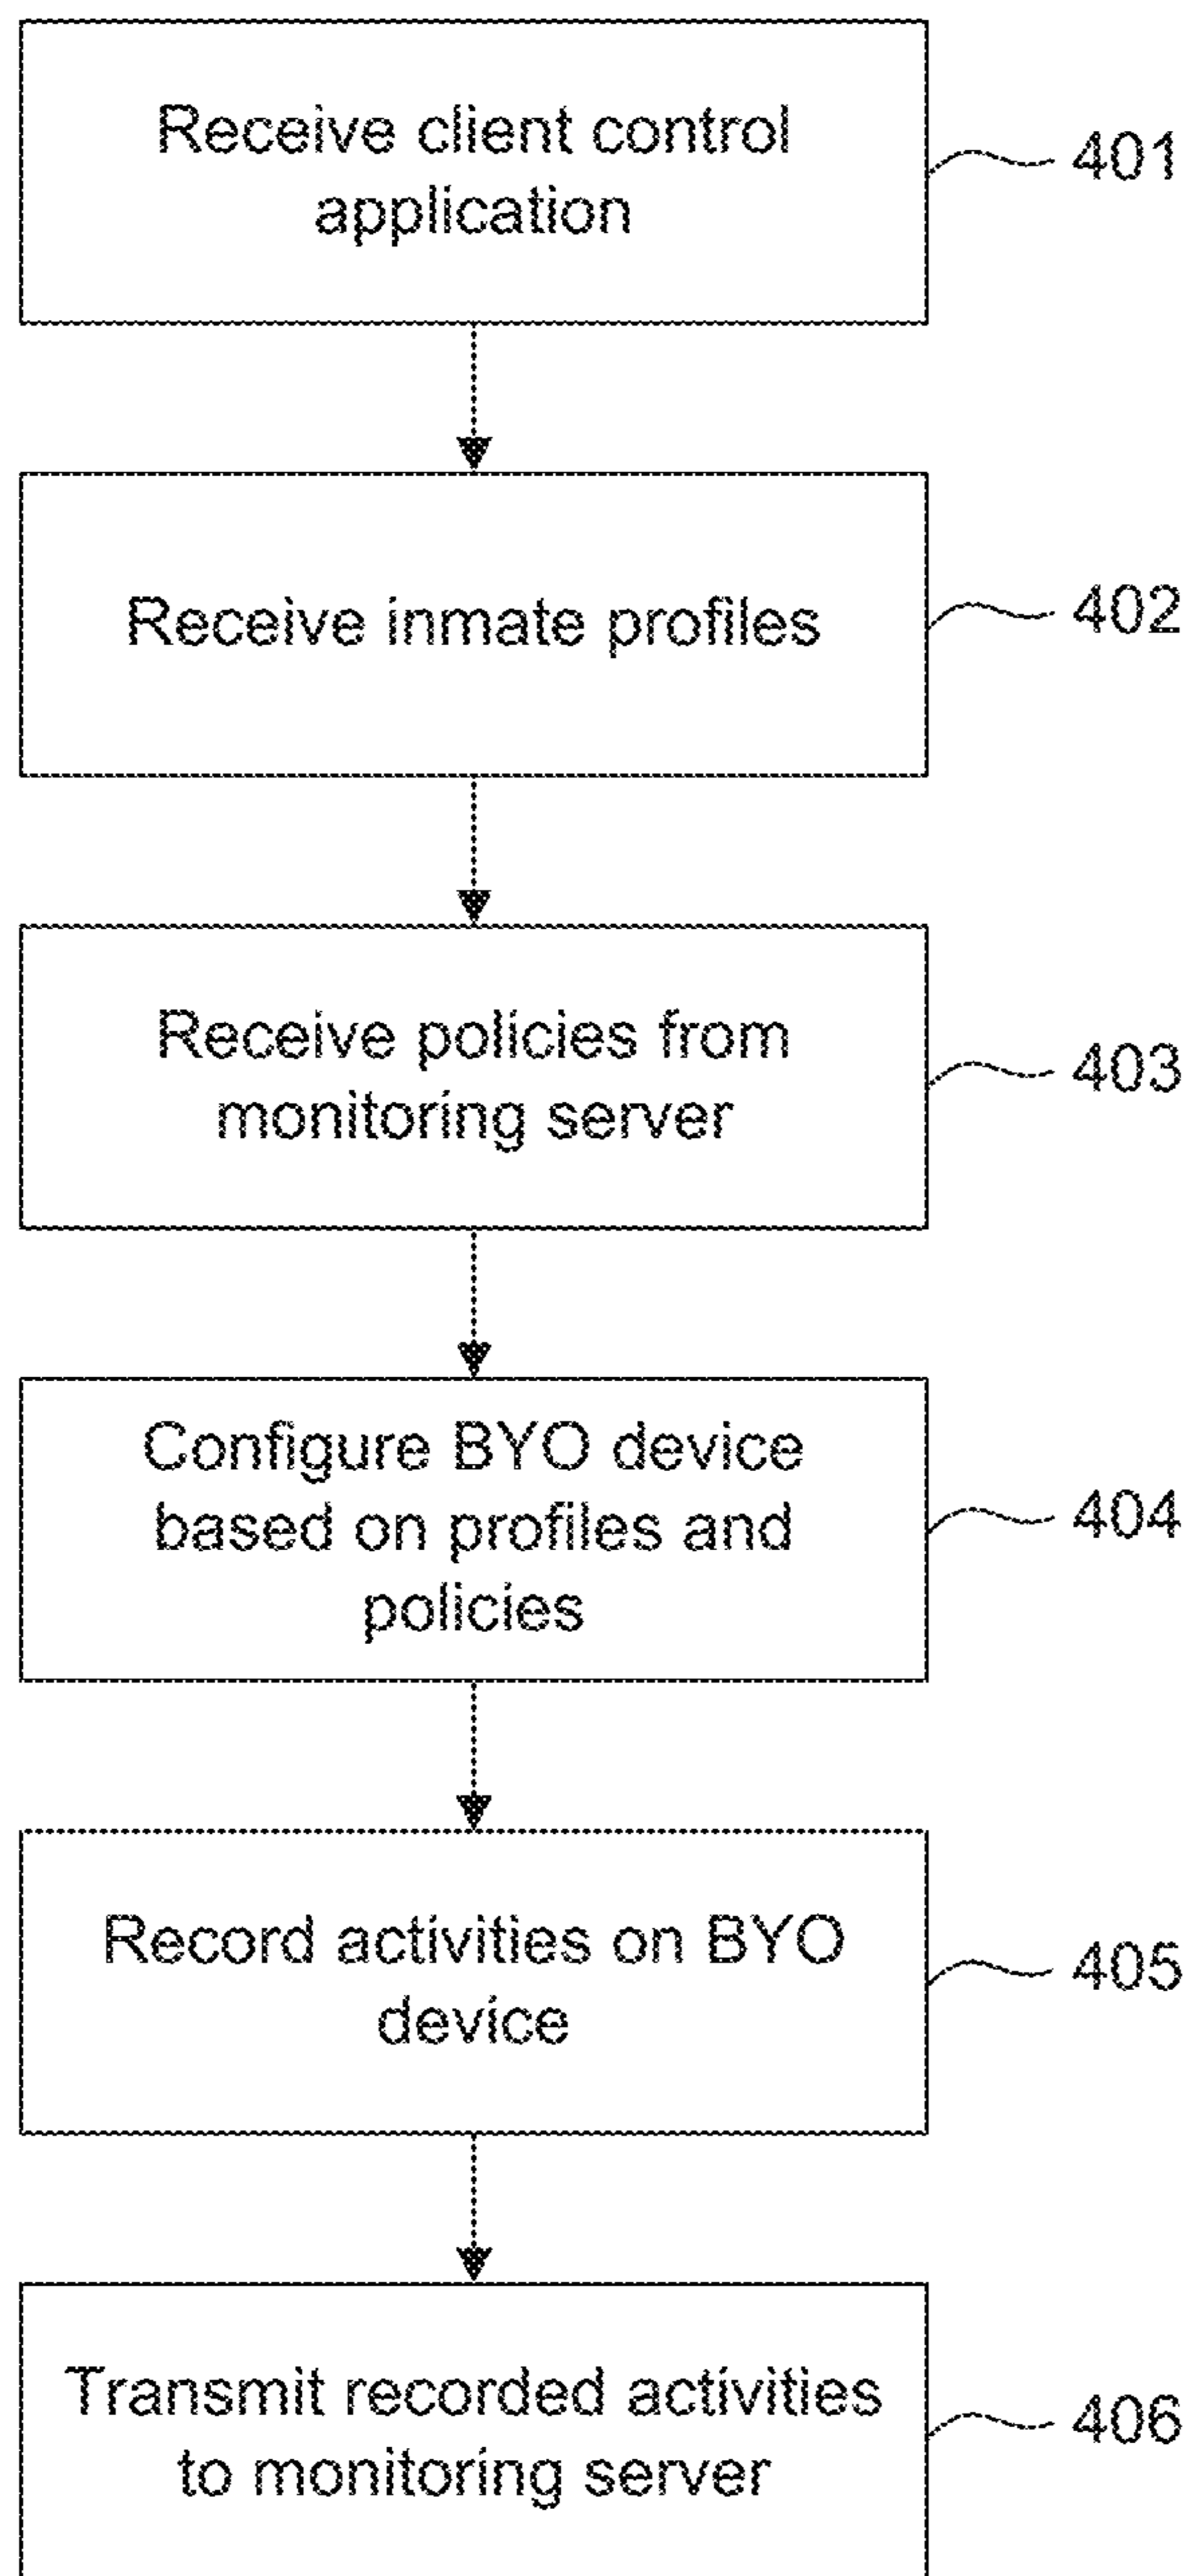 Receive client control
application
401
Receive inmate profiles
402
Receive policies from
monitoring server
403
Configure BYO device
based on profiles and
policies
404
Record activities on BYO
device
405
Transmit recorded activities
to monitoring server
406